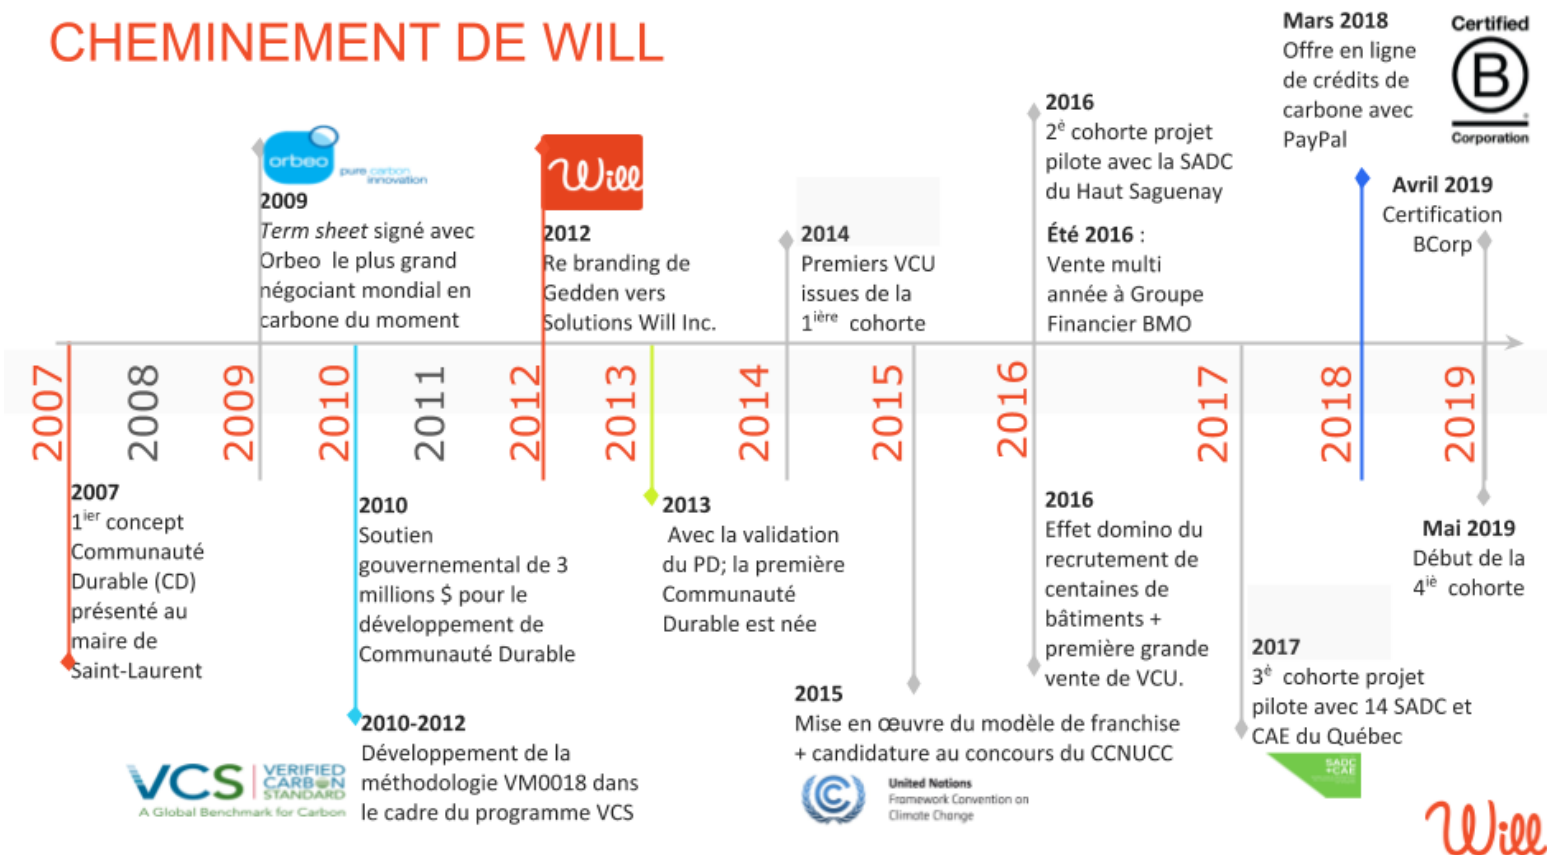 CHEMINEMENT DE WILL
Mars 2018
Offre en ligne
de crédits de
carbone avec
PayPal
Certified
B
®
Corporation
Avril 2019
Certification
BCorp
orbeo
pure carbon
innovation
2009
Term sheet signé avec
Orbeo le plus grand
négociant mondial en
carbone du moment
Will
2012
Re branding de
Gedden vers
Solutions Will Inc.
2014
Premiers VCU
issues de la
1ière cohorte
2016
2è cohorte projet
pilote avec la SADC
du Haut Saguenay
Été 2016 :
Vente multi
année à Groupe
Financier BMO
2007
2008
2009
2010
2011
2012
2013
2014
2015
2016
2017
2018
2019
2007
1ier concept
Communauté
Durable (CD)
présenté au
maire de
Saint-Laurent
2010
Soutien
gouvernemental de 3
millions $ pour le
développement de
Communauté Durable
2010-2012
Développement de la
méthodologie VM0018 dans
le cadre du programme VCS
VCS
VERIFIED
CARBON
STANDARD
A Global Benchmark for Carbon
2013
Avec la validation
du PD; la première
Communauté
Durable est née
2015
Mise en œuvre du modèle de franchise
+ candidature au concours du CCNUCC
United Nations
Framework Convention on
Climate Change
2016
Effet domino du
recrutement de
centaines de
bâtiments +
première grande
vente de VCU.
2017
3è cohorte projet
pilote avec 14 SADC et
CAE du Québec
SADC
+CAE
Mai 2019
Début de la
4iè cohorte
Will